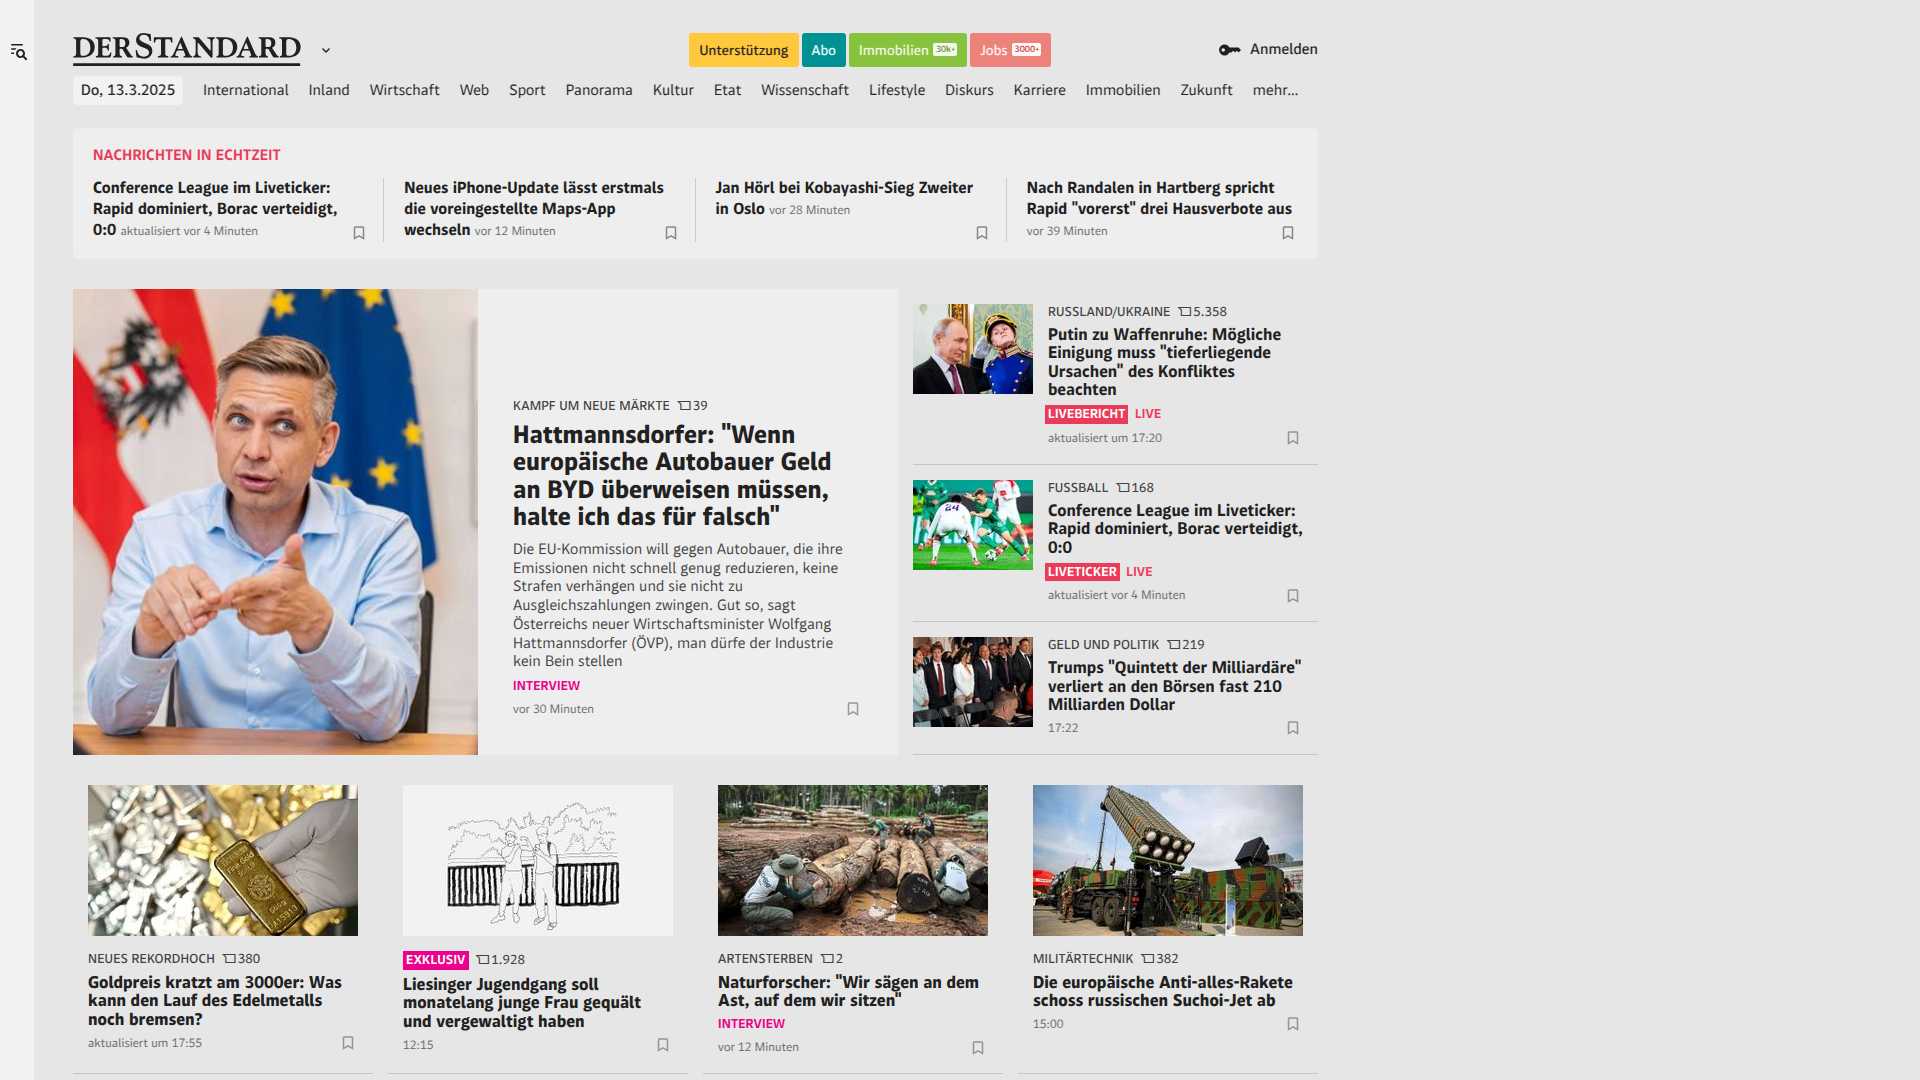 DERSTANDARD
Unterstützung
Abo
Immobilien 30k+
Jobs 3000+
Anmelden
Do, 13.3.2025
International
Inland
Wirtschaft
Web
Sport
Panorama
Kultur
Etat
Wissenschaft
Lifestyle
Diskurs
Karriere
Immobilien
Zukunft
mehr...
NACHRICHTEN IN ECHTZEIT
Conference League im Liveticker:
Rapid dominiert, Borac verteidigt,
0:0 aktualisiert vor 4 Minuten
Neues iPhone-Update lässt erstmals
die voreingestellte Maps-App
wechseln vor 12 Minuten
Jan Hörl bei Kobayashi-Sieg Zweiter
in Oslo vor 28 Minuten
Nach Randalen in Hartberg spricht
Rapid "vorerst" drei Hausverbote aus
vor 39 Minuten
KAMPF UM NEUE MÄRKTE 39
Hattmannsdorfer: "Wenn
europäische Autobauer Geld
an BYD überweisen müssen,
halte ich das für falsch"
Die EU-Kommission will gegen Autobauer, die ihre
Emissionen nicht schnell genug reduzieren, keine
Strafen verhängen und sie nicht zu
Ausgleichszahlungen zwingen. Gut so, sagt
Österreichs neuer Wirtschaftsminister Wolfgang
Hattmannsdorfer (ÖVP), man dürfe der Industrie
kein Bein stellen
INTERVIEW
vor 30 Minuten
RUSSLAND/UKRAINE 5.358
Putin zu Waffenruhe: Mögliche
Einigung muss "tieferliegende
Ursachen" des Konfliktes
beachten
LIVEBERICHT LIVE
aktualisiert um 17:20
FUSSBALL 168
Conference League im Liveticker:
Rapid dominiert, Borac verteidigt,
0:0
LIVETICKER LIVE
aktualisiert vor 4 Minuten
GELD UND POLITIK 219
Trumps "Quintett der Milliardäre"
verliert an den Börsen fast 210
Milliarden Dollar
17:22
NEUES REKORDHOCH 380
Goldpreis kratzt am 3000er: Was
kann den Lauf des Edelmetalls
noch bremsen?
aktualisiert um 17:55
EXKLUSIV 1.928
Liesinger Jugendgang soll
monatelang junge Frau gequält
und vergewaltigt haben
12:15
ARTENSTERBEN 2
Naturforscher: "Wir sägen an dem
Ast, auf dem wir sitzen"
INTERVIEW
vor 12 Minuten
MILITÄRTECHNIK 382
Die europäische Anti-alles-Rakete
schoss russischen Suchoi-Jet ab
15:00